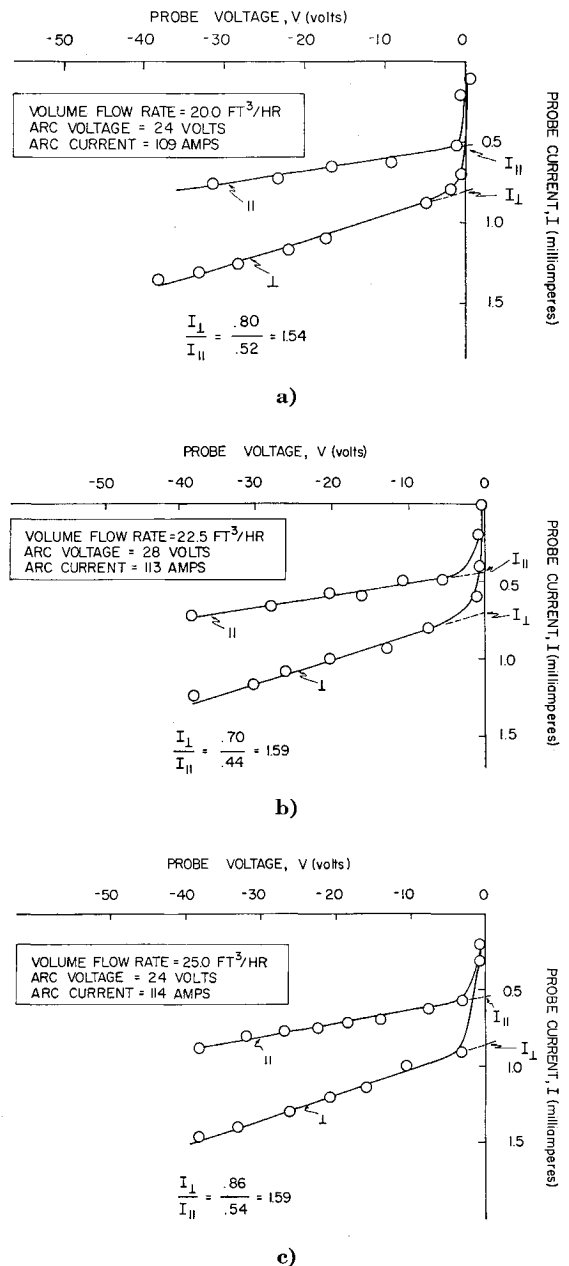 PROBE VOLTAGE, V (volts)
-50 -40 -30 -20 -10 0
VOLUME FLOW RATE = 20.0 FT³/HR
ARC VOLTAGE = 24 VOLTS
ARC CURRENT = 109 AMPS
0.5
I∥
I⊥
1.0
1.5
∥
⊥
I⊥ / I∥ = .80 / .52 = 1.54
PROBE CURRENT, I (milliamperes)
a)
PROBE VOLTAGE, V (volts)
-50 -40 -30 -20 -10 0
VOLUME FLOW RATE = 22.5 FT³/HR
ARC VOLTAGE = 28 VOLTS
ARC CURRENT = 113 AMPS
I∥
0.5
I⊥
1.0
1.5
∥
⊥
I⊥ / I∥ = .70 / .44 = 1.59
PROBE CURRENT, I (milliamperes)
b)
PROBE VOLTAGE, V (volts)
-50 -40 -30 -20 -10 0
VOLUME FLOW RATE = 25.0 FT³/HR
ARC VOLTAGE = 24 VOLTS
ARC CURRENT = 114 AMPS
0.5
I∥
I⊥
1.0
1.5
∥
⊥
I⊥ / I∥ = .86 / .54 = 1.59
PROBE CURRENT, I (milliamperes)
c)